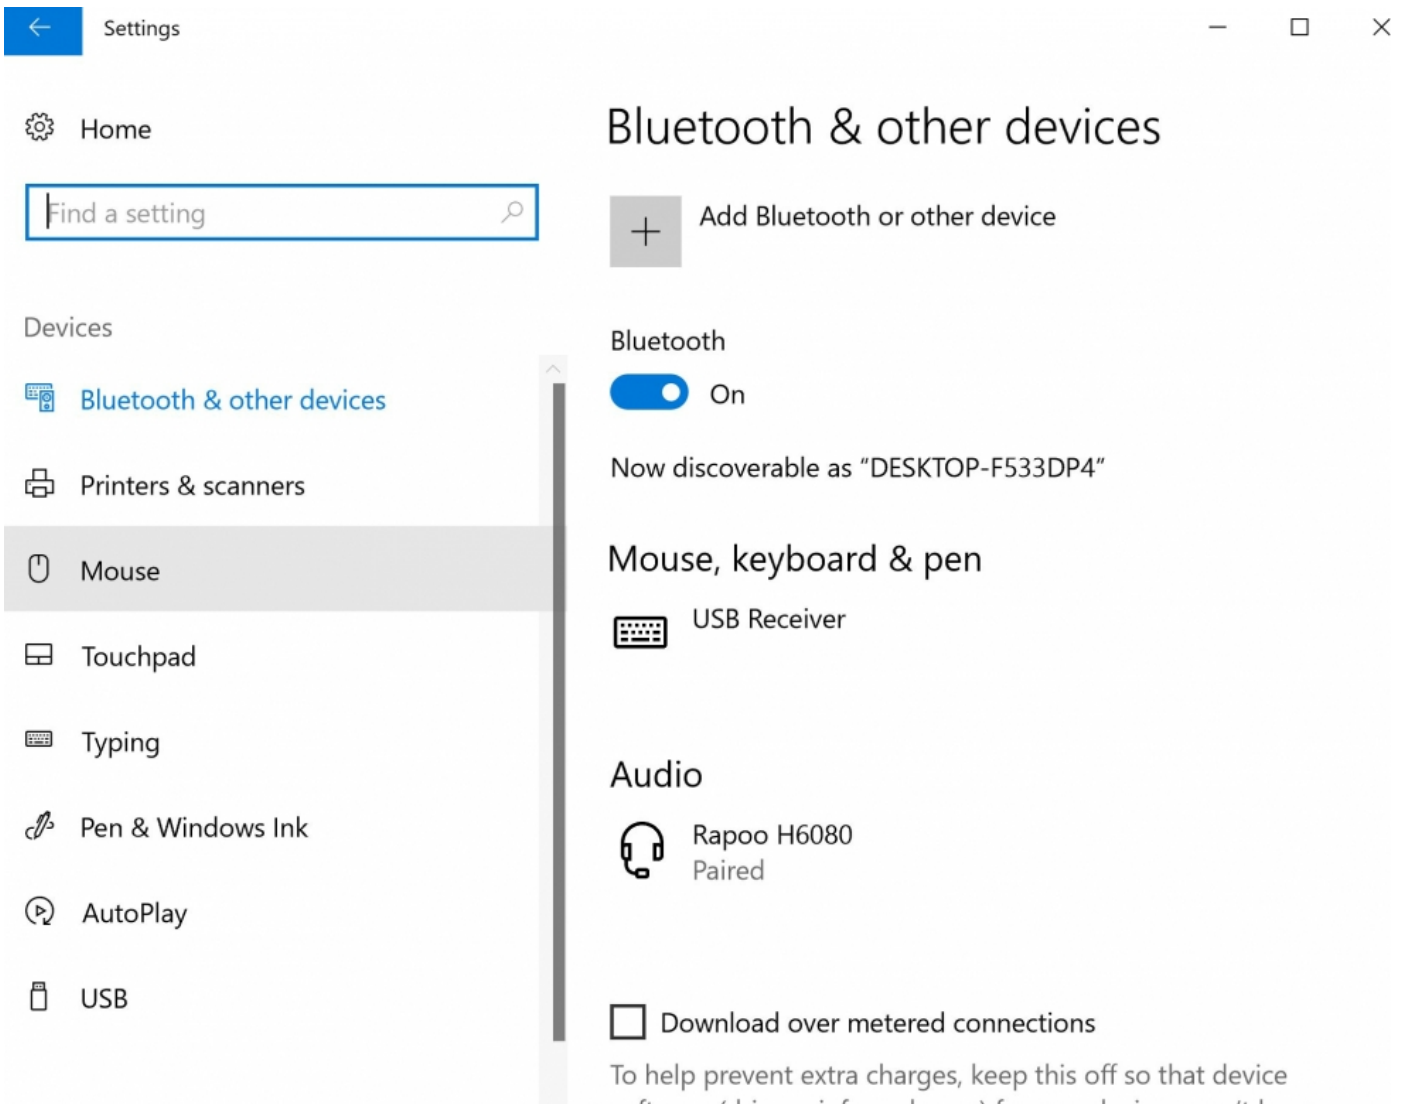 Settings
Home
Find a setting
Devices
Bluetooth & other devices
Printers & scanners
Mouse
Touchpad
Typing
Pen & Windows Ink
AutoPlay
USB
Bluetooth & other devices
Add Bluetooth or other device
Bluetooth
On
Now discoverable as “DESKTOP-F533DP4”
Mouse, keyboard & pen
USB Receiver
Audio
Rapoo H6080
Paired
Download over metered connections
To help prevent extra charges, keep this off so that device